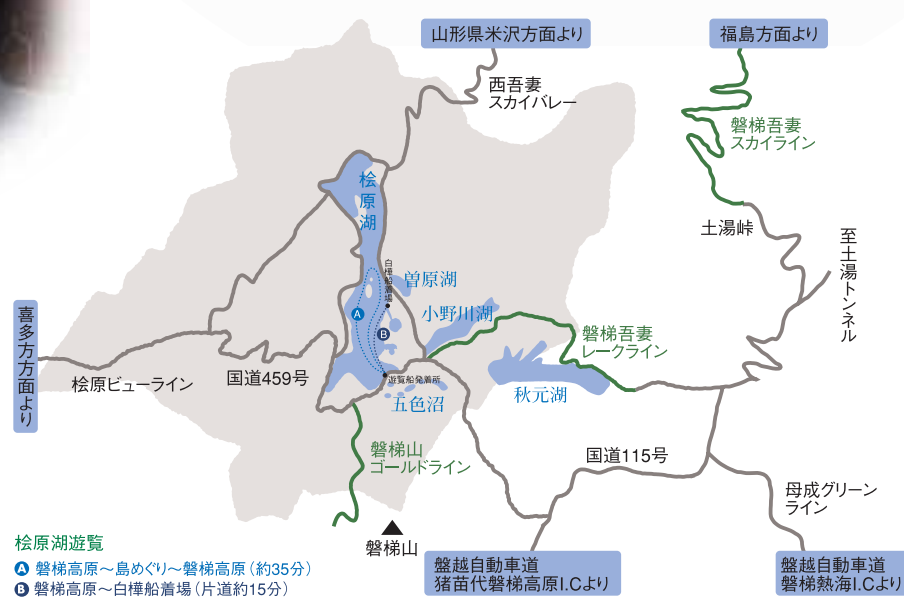 山形県米沢方面より
福島方面より
西吾妻
スカイバレー
磐梯吾妻
スカイライン
桧原湖
土湯峠
至土湯トンネル
白樺船着場
曽原湖
小野川湖
A
B
喜多方方面より
磐梯吾妻
レークライン
桧原ビューライン
国道459号
遊覧船発着所
五色沼
秋元湖
磐梯山
ゴールドライン
国道115号
母成グリーン
ライン
磐梯山
桧原湖遊覧
A 磐梯高原～島めぐり～磐梯高原(約35分)
B 磐梯高原～白樺船着場(片道約15分)
磐越自動車道
猪苗代磐梯高原I.Cより
磐越自動車道
磐梯熱海I.Cより